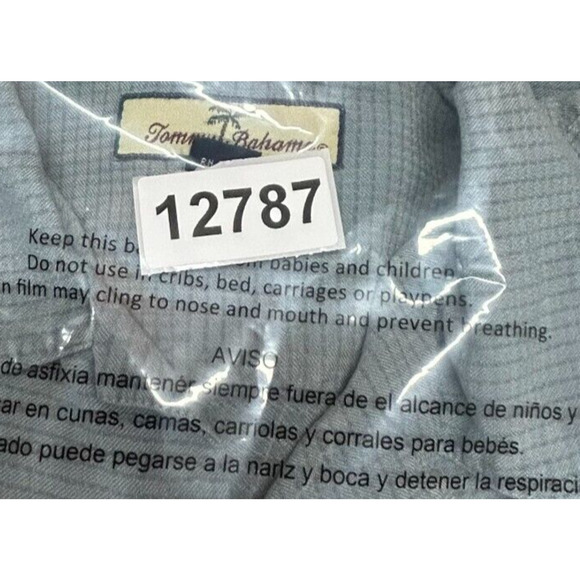 Tommy Bahama®
RN
12787
Keep this ba babies and children.
Do not use in cribs, bed, carriages or playpens.
n film may cling to nose and mouth and prevent breathing.
AVISO
de asfixia mantener siempre fuera de el alcance de niños y
ar en cunas, camas, carriolas y corrales para bebés.
ado puede pegarse a la nariz y boca y detener la respiraci